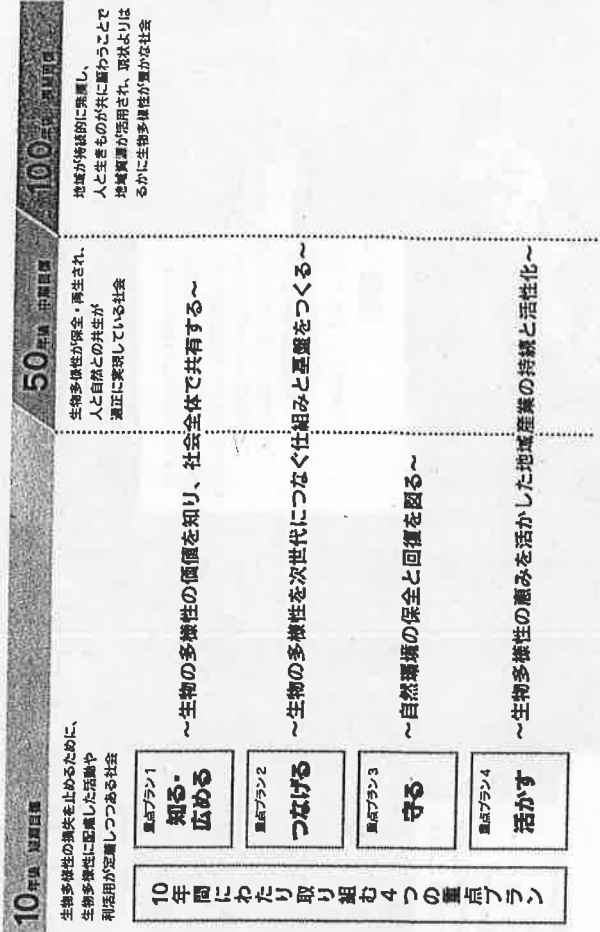 10年後 短期目標
生物多様性の損失を止めるために、
生物多様性に配慮した活動や
利活用が定着しつつある社会
50年後 中期目標
生物多様性が保全・再生され、
人と自然との共生が
適正に実現している社会
100年後 長期目標
地域が持続的に発展し、
人と生きものが共に賑わうことで
地域資源が活用され、現状よりは
るかに生物多様性が豊かな社会
10年間にわたり取り組む4つの重点プラン
重点プラン1
知る・
広める
～生物の多様性の価値を知り、社会全体で共有する～
重点プラン2
つなげる
～生物の多様性を次世代につなぐ仕組みと基盤をつくる～
重点プラン3
守る
～自然環境の保全と回復を図る～
重点プラン4
活かす
～生物多様性の恵みを活かした地域産業の持続と活性化～